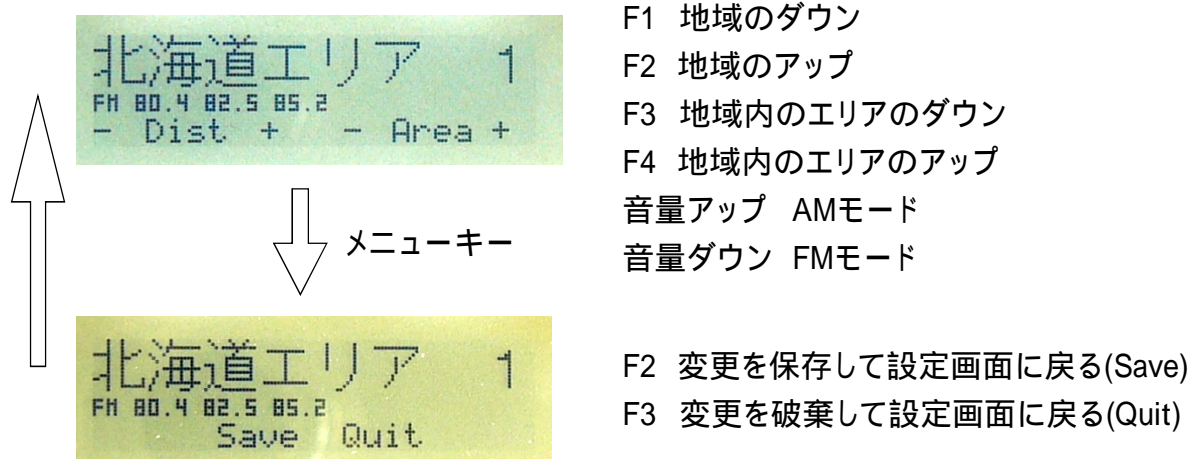 北海道エリア 1
FM 80.4 82.5 85.2
- Dist + - Area +
F1 地域のダウン
F2 地域のアップ
F3 地域内のエリアのダウン
F4 地域内のエリアのアップ
音量アップ AMモード
音量ダウン FMモード
メニューキー
北海道エリア 1
FM 80.4 82.5 85.2
Save Quit
F2 変更を保存して設定画面に戻る(Save)
F3 変更を破棄して設定画面に戻る(Quit)